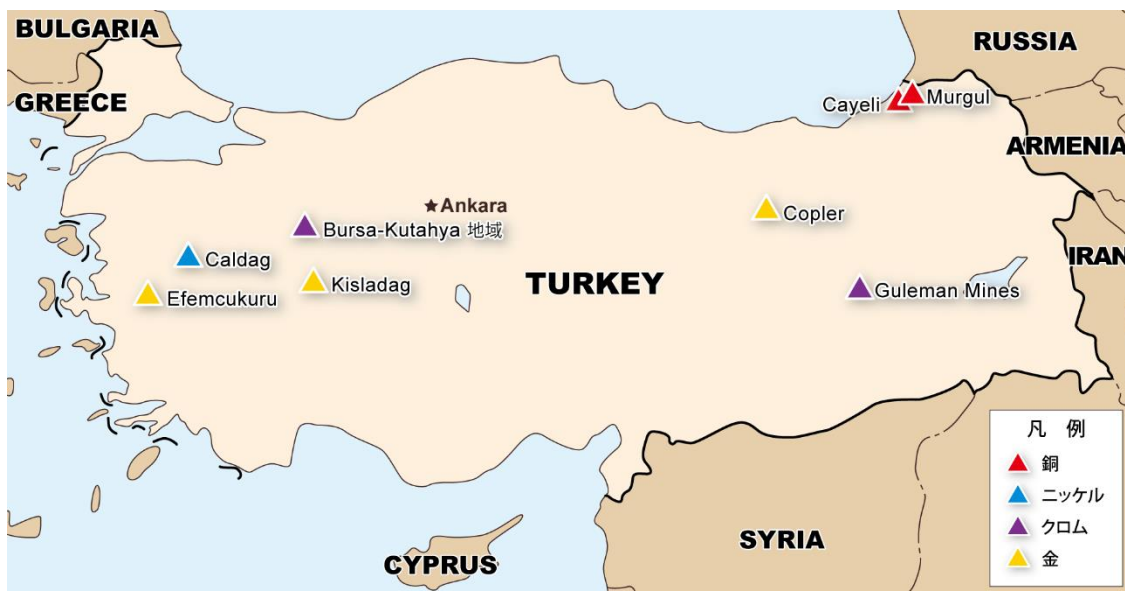 BULGARIA
RUSSIA
GREECE
Cayeli
Murgul
ARMENIA
Ankara
Copler
Bursa-Kutahya 地域
Caldag
IRAN
Kisladag
TURKEY
Efemcukuru
Guleman Mines
凡 例
銅
ニッケル
クロム
金
SYRIA
CYPRUS